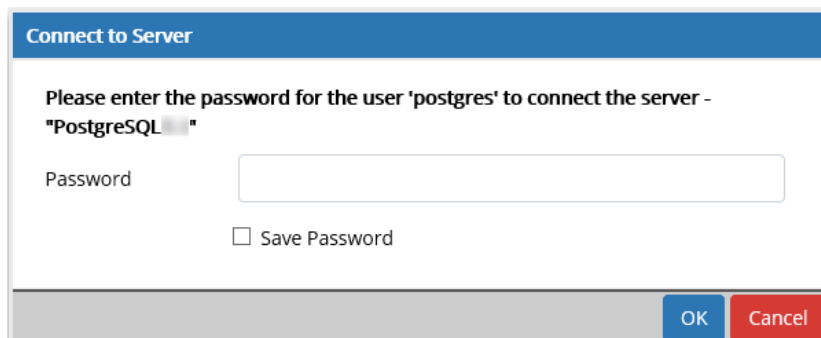 Connect to Server
Please enter the password for the user 'postgres' to connect the server -
"PostgreSQL "
Password
Save Password
OK
Cancel